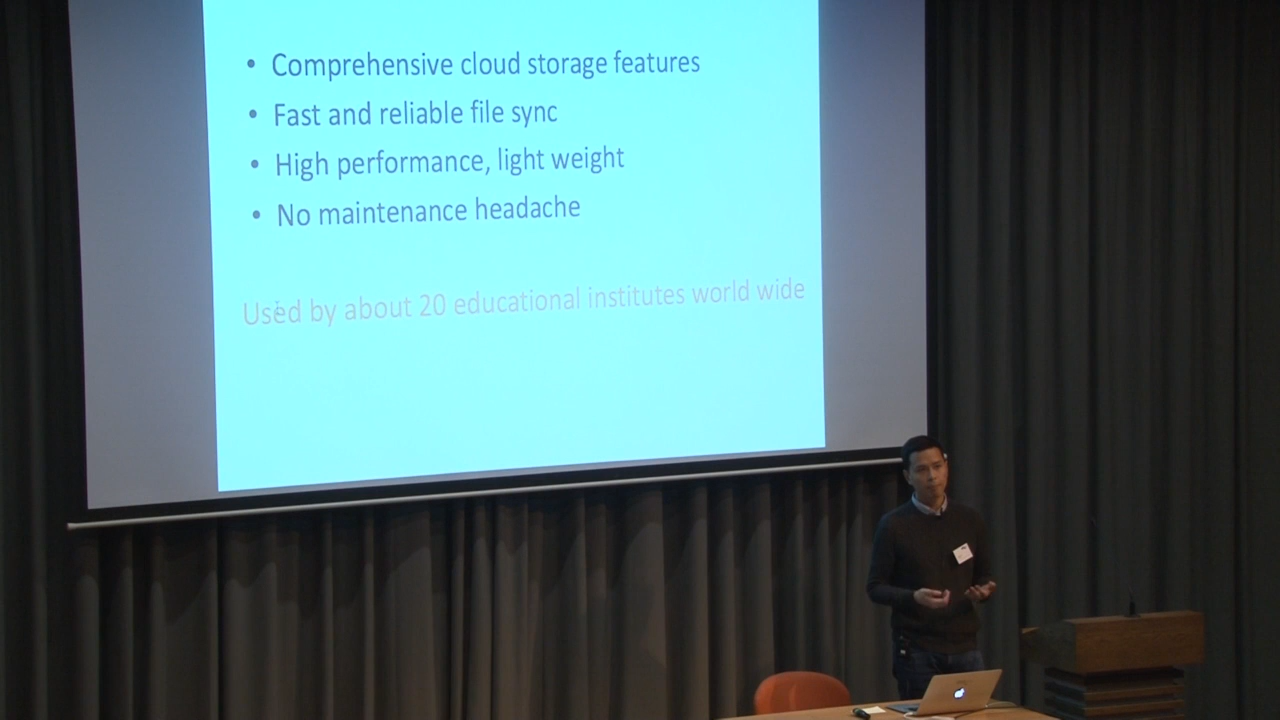 • Comprehensive cloud storage features
• Fast and reliable file sync
• High performance, light weight
• No maintenance headache
Used by about 20 educational institutes world wide